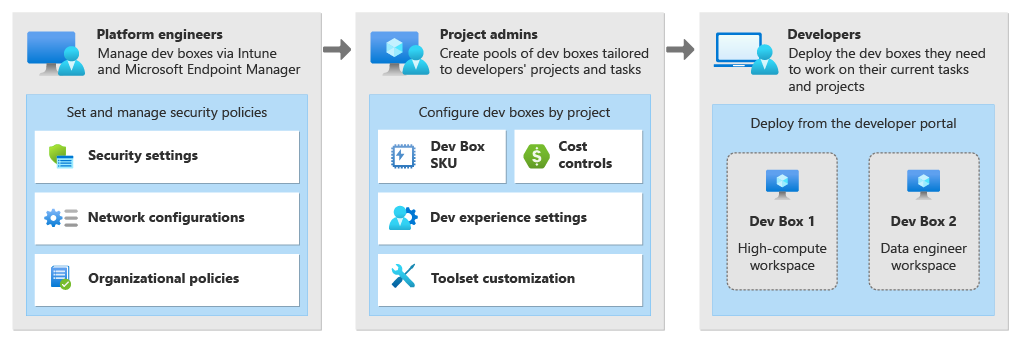 Platform engineers
Manage dev boxes via Intune
and Microsoft Endpoint Manager
Set and manage security policies
Security settings
Network configurations
Organizational policies
Project admins
Create pools of dev boxes tailored
to developers' projects and tasks
Configure dev boxes by project
Dev Box
SKU
Cost
controls
Dev experience settings
Toolset customization
Developers
Deploy the dev boxes they need
to work on their current tasks
and projects
Deploy from the developer portal
Dev Box 1
High-compute
workspace
Dev Box 2
Data engineer
workspace